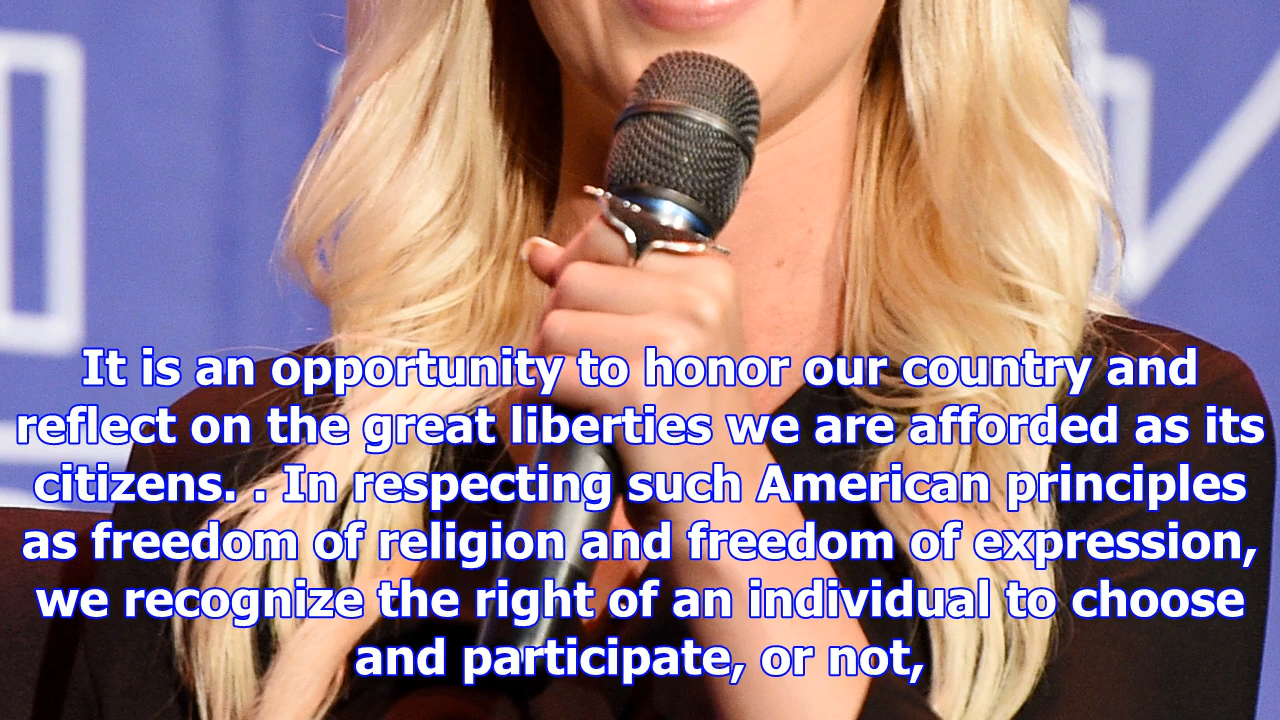 It is an opportunity to honor our country and
reflect on the great liberties we are afforded as its
citizens. . In respecting such American principles
as freedom of religion and freedom of expression,
we recognize the right of an individual to choose
and participate, or not,